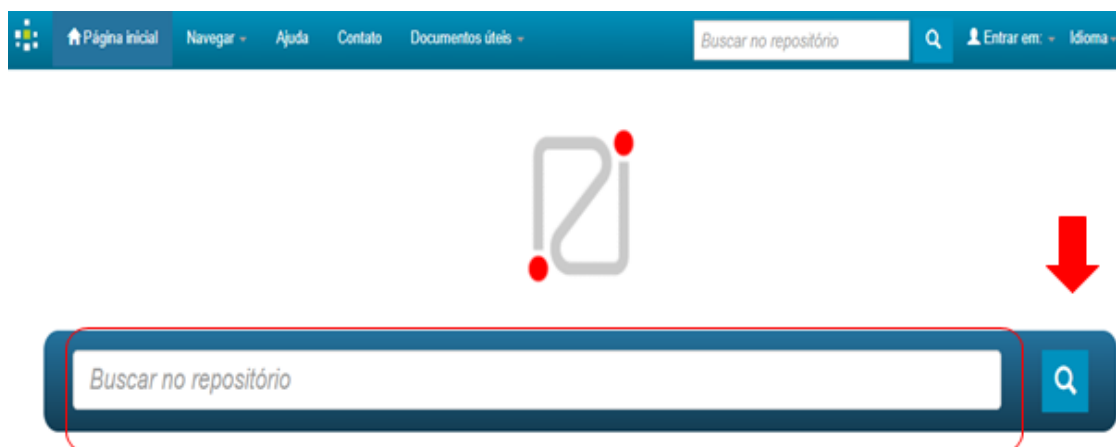 Página inicial Navegar Ajuda Contato Documentos úteis Buscar no repositório Entrar em: Idioma
Buscar no repositório